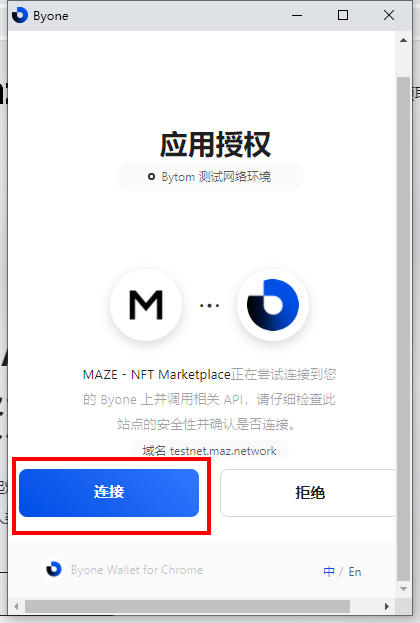 Byone
应用授权
Bytom 测试网络环境
MAZE - NFT Marketplace正在尝试连接到您
的 Byone 上并调用相关 API，请仔细检查此
站点的安全性并确认是否连接。
域名 testnet.maz.network
连接
拒绝
Byone Wallet for Chrome
中 / En